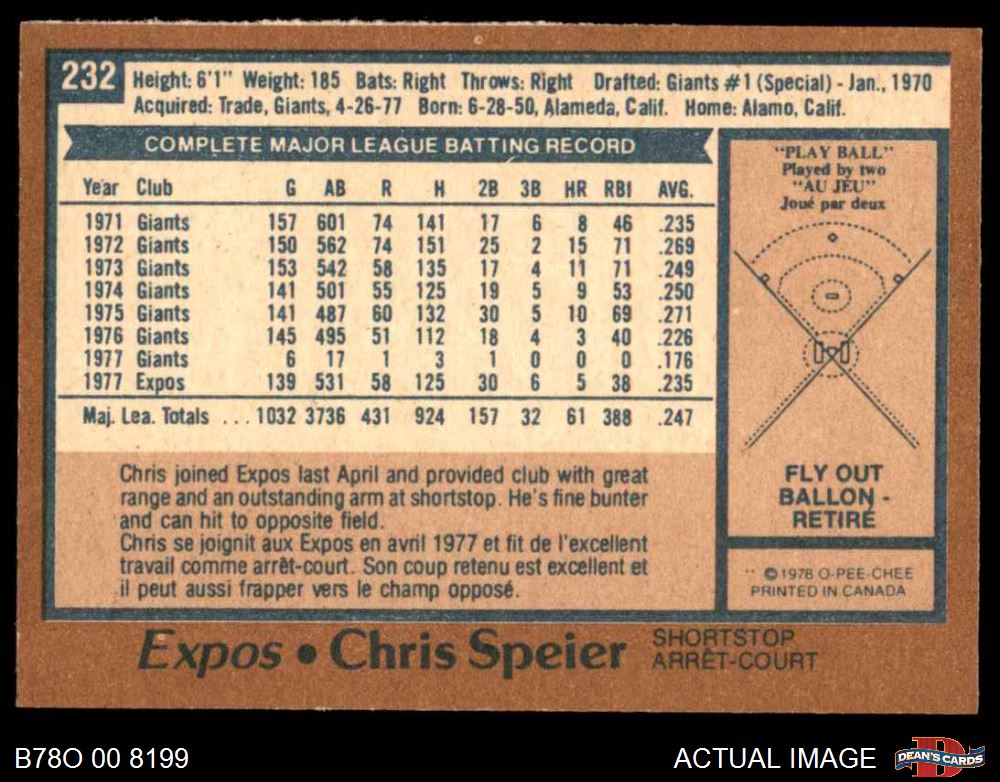 232
Height: 6'1" Weight: 185 Bats: Right Throws: Right Drafted: Giants #1 (Special) - Jan., 1970
Acquired: Trade, Giants, 4-26-77 Born: 6-28-50, Alameda, Calif. Home: Alamo, Calif.
COMPLETE MAJOR LEAGUE BATTING RECORD
Year Club G AB R H 2B 3B HR RBI AVG.
1971 Giants 157 601 74 141 17 6 8 46 .235
1972 Giants 150 562 74 151 25 2 15 71 .269
1973 Giants 153 542 58 135 17 4 11 71 .249
1974 Giants 141 501 55 125 19 5 9 53 .250
1975 Giants 141 487 60 132 30 5 10 69 .271
1976 Giants 145 495 51 112 18 4 3 40 .226
1977 Giants 6 17 1 3 1 0 0 0 .176
1977 Expos 139 531 58 125 30 6 5 38 .235
Maj. Lea. Totals ... 1032 3736 431 924 157 32 61 388 .247
Chris joined Expos last April and provided club with great
range and an outstanding arm at shortstop. He's fine bunter
and can hit to opposite field.
Chris se joignit aux Expos en avril 1977 et fit de l'excellent
travail comme arrêt-court. Son coup retenu est excellent et
il peut aussi frapper vers le champ opposé.
"PLAY BALL"
Played by two
"AU JEU"
Joué par deux
FLY OUT
BALLON -
RETIRÉ
** ©1978 O-PEE-CHEE
PRINTED IN CANADA
Expos • Chris Speier
SHORTSTOP
ARRÊT-COURT
B78O 00 8199
ACTUAL IMAGE
DEAN'S CARDS